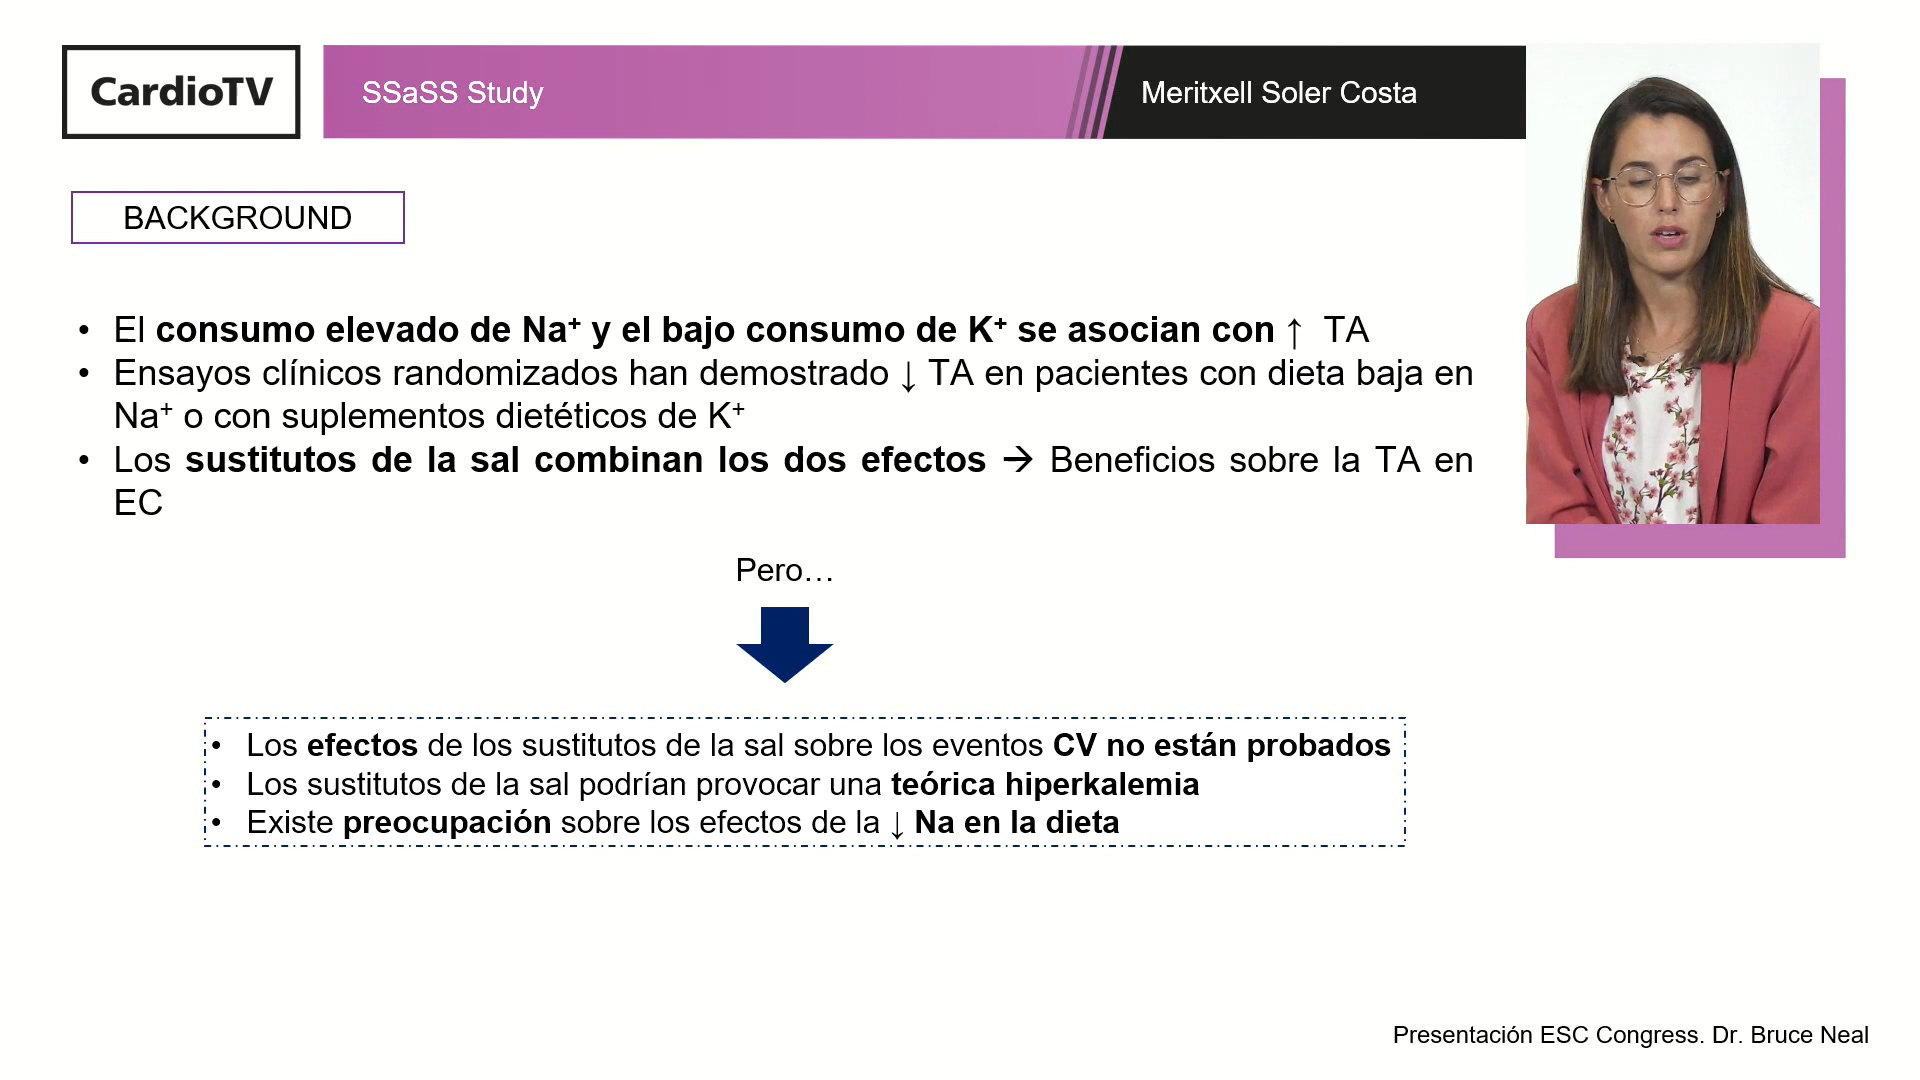 CardioTV
SSaSS Study
Meritxell Soler Costa
BACKGROUND
• El consumo elevado de Na⁺ y el bajo consumo de K⁺ se asocian con ↑ TA
• Ensayos clínicos randomizados han demostrado ↓ TA en pacientes con dieta baja en
Na⁺ o con suplementos dietéticos de K⁺
• Los sustitutos de la sal combinan los dos efectos → Beneficios sobre la TA en
EC
Pero…
• Los efectos de los sustitutos de la sal sobre los eventos CV no están probados
• Los sustitutos de la sal podrían provocar una teórica hiperkalemia
• Existe preocupación sobre los efectos de la ↓ Na en la dieta
Presentación ESC Congress. Dr. Bruce Neal